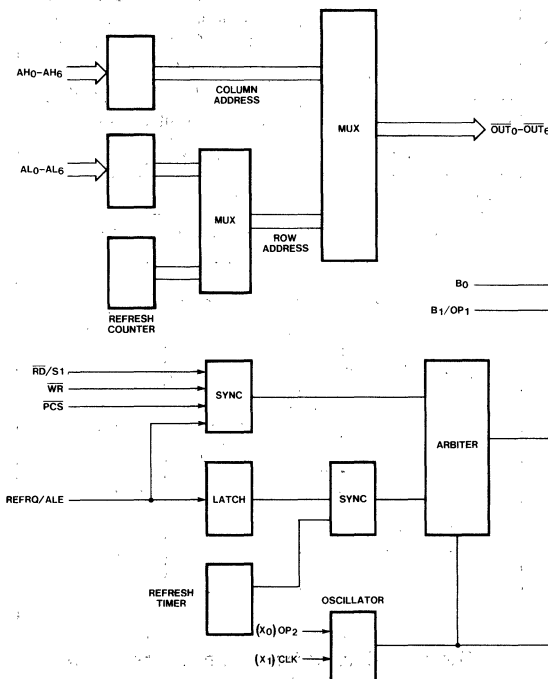 AH0–AH6
COLUMN
ADDRESS
MUX
OUT0–OUT6
AL0–AL6
MUX
ROW
ADDRESS
REFRESH
COUNTER
B0
B1/OP1
RD/S1
WR
PCS
SYNC
ARBITER
REFRQ/ALE
LATCH
SYNC
REFRESH
TIMER
OSCILLATOR
(X0) OP2
(X1) CLK